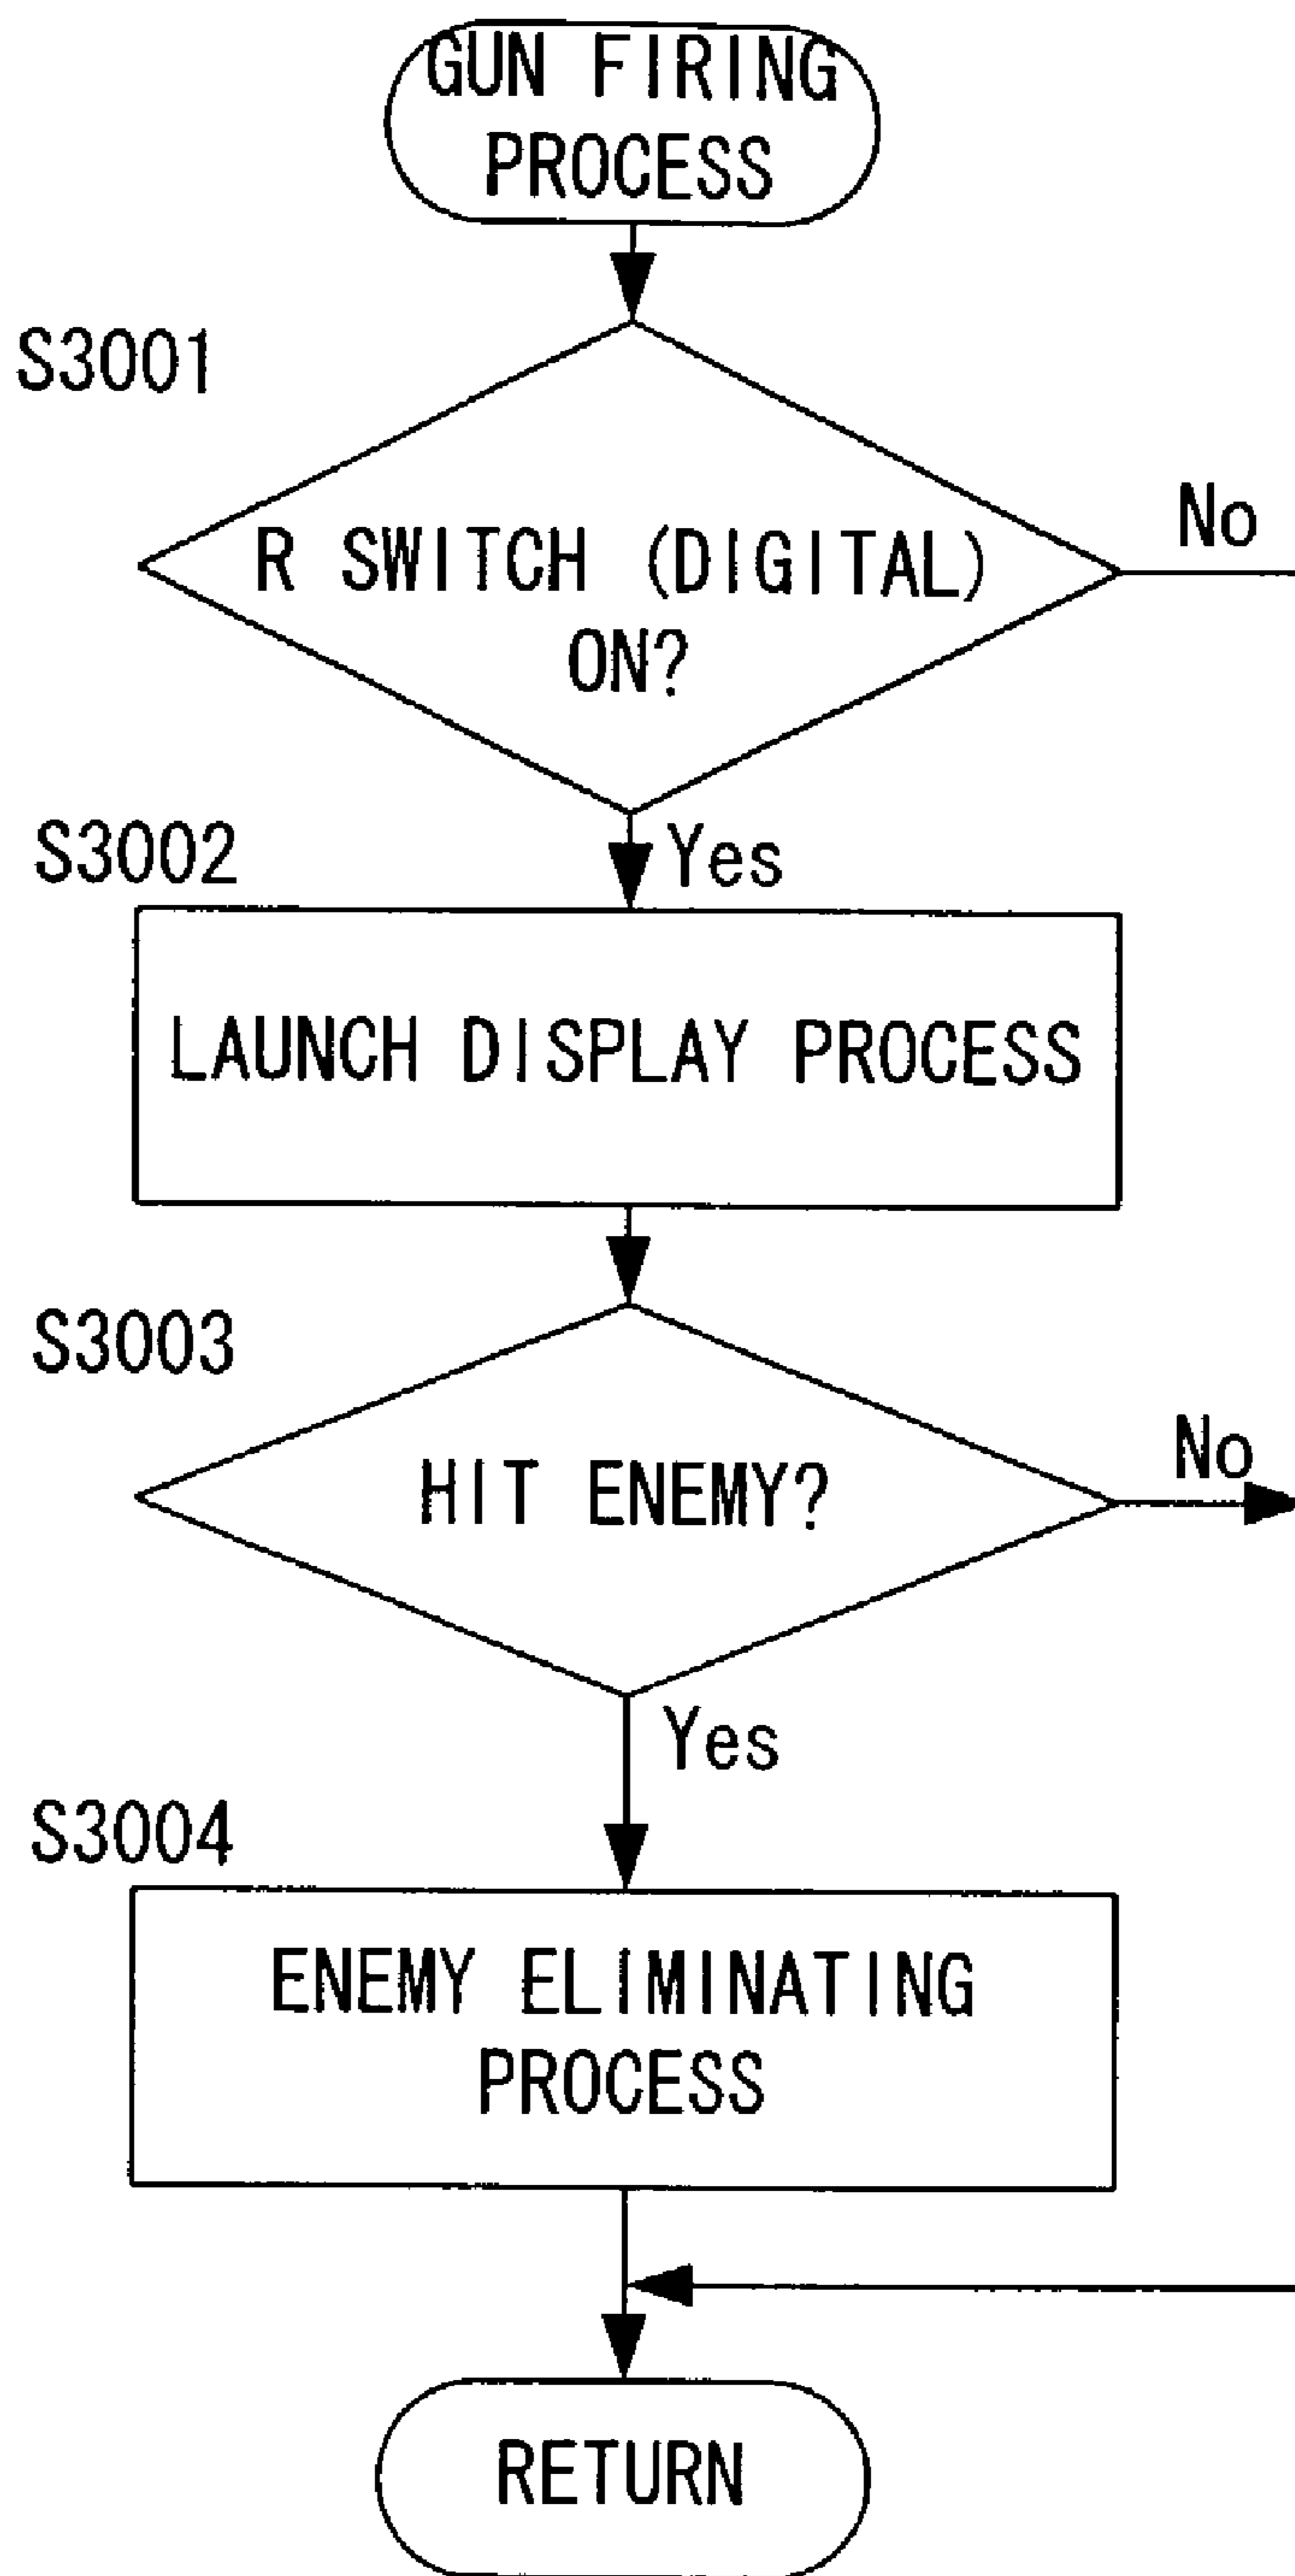 GUN FIRING
PROCESS
S3001
R SWITCH (DIGITAL)
ON?
No
Yes
S3002
LAUNCH DISPLAY PROCESS
S3003
HIT ENEMY?
No
Yes
S3004
ENEMY ELIMINATING
PROCESS
RETURN